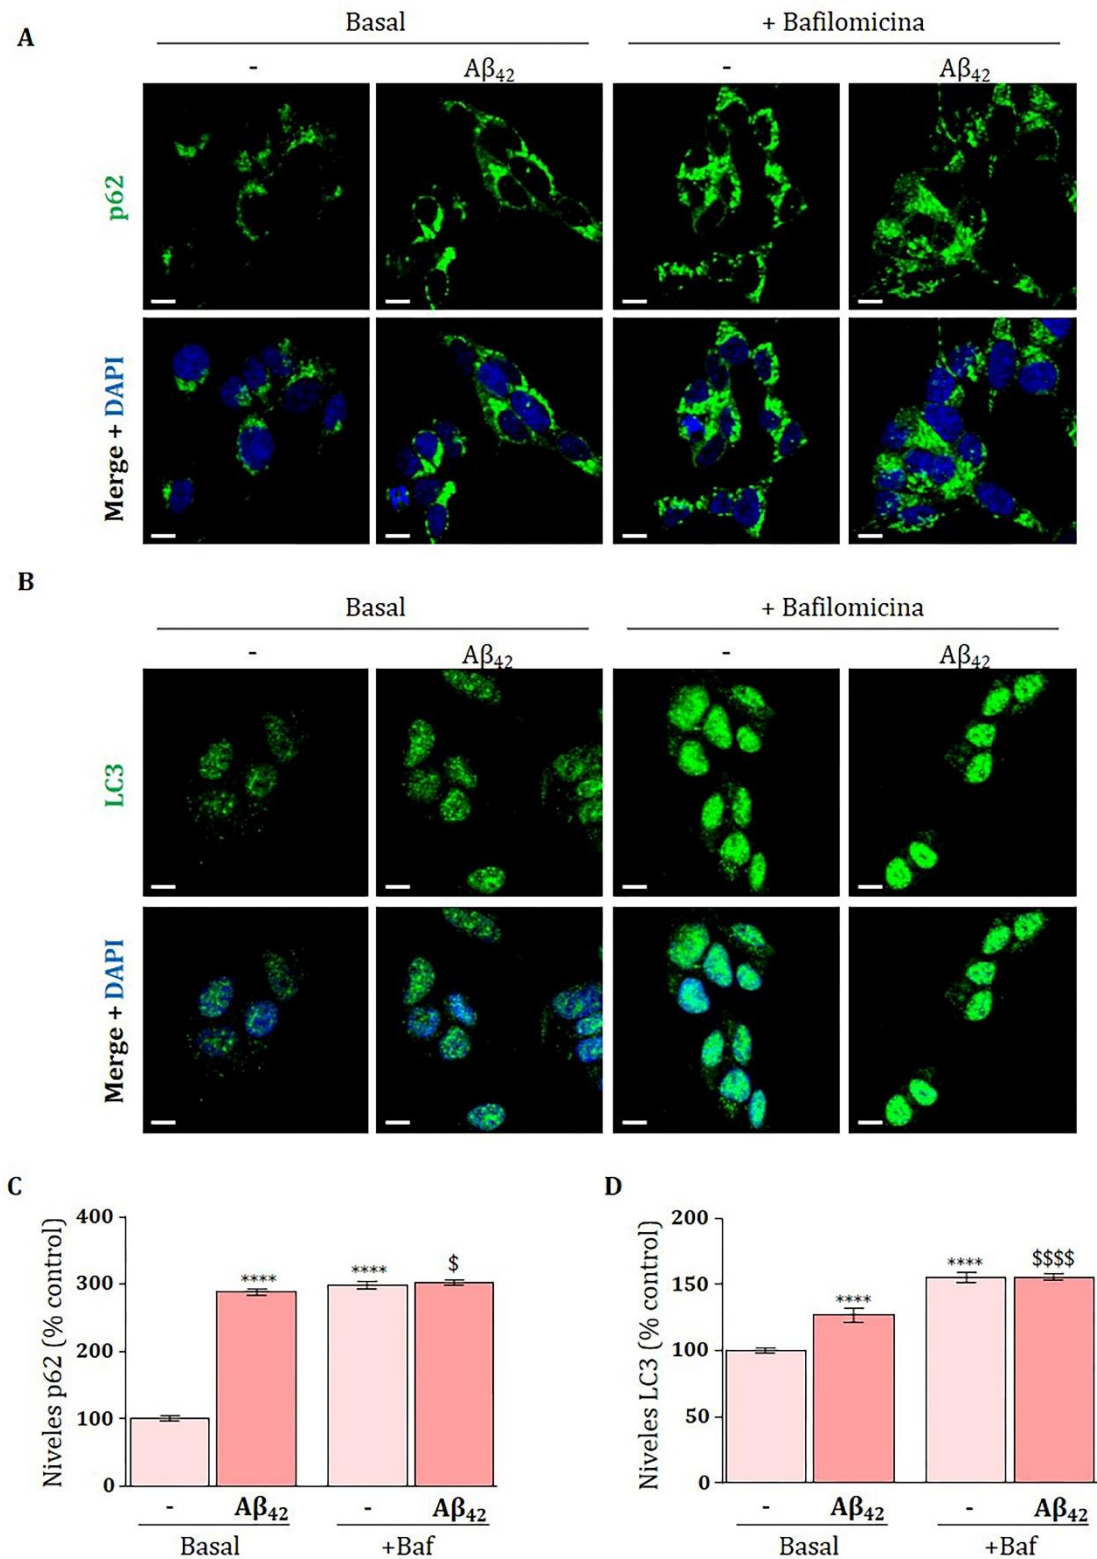 A
Basal
+ Bafilomicina
-
Aβ42
-
Aβ42
p62
Merge + DAPI
B
Basal
+ Bafilomicina
-
Aβ42
-
Aβ42
LC3
Merge + DAPI
C
Niveles p62 (% control)
400
300
200
100
0
****
****
$
-
Aβ42
-
Aβ42
Basal
+Baf
D
Niveles LC3 (% control)
200
150
100
50
0
****
****
$$$$
-
Aβ42
-
Aβ42
Basal
+Baf